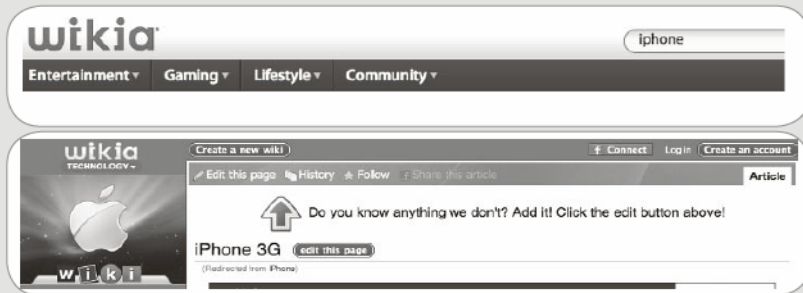 wikia
iphone
Entertainment Gaming Lifestyle Community
wikia
TECHNOLOGY
Create a new wiki Connect Log in Create an account
Edit this page History Follow Share this article Article
Do you know anything we don't? Add it! Click the edit button above!
iPhone 3G edit this page
(Redirected from iPhone)
wiki